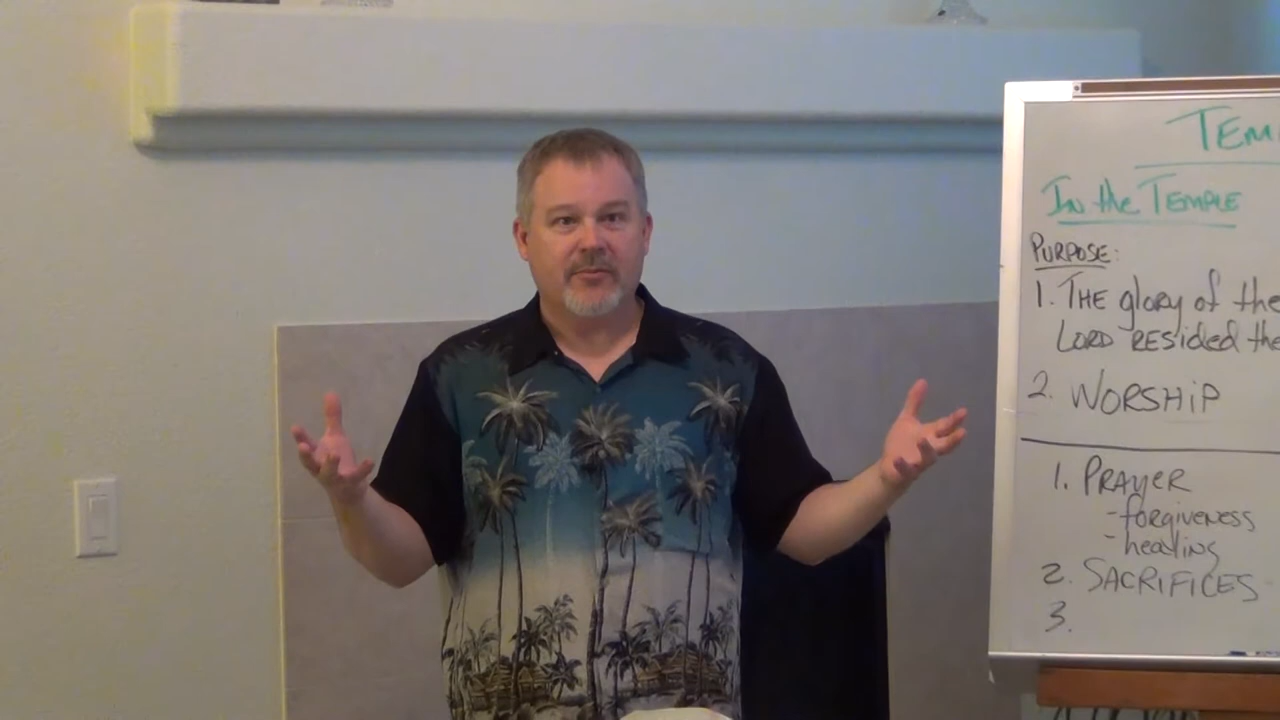 TEM
In the TEMPLE
PURPOSE:
1. THE glory of the
LORD RESided the
2. WORSHiP
1. PRAYER
- forgiveness
- healing
2. SACRIFICES
3.